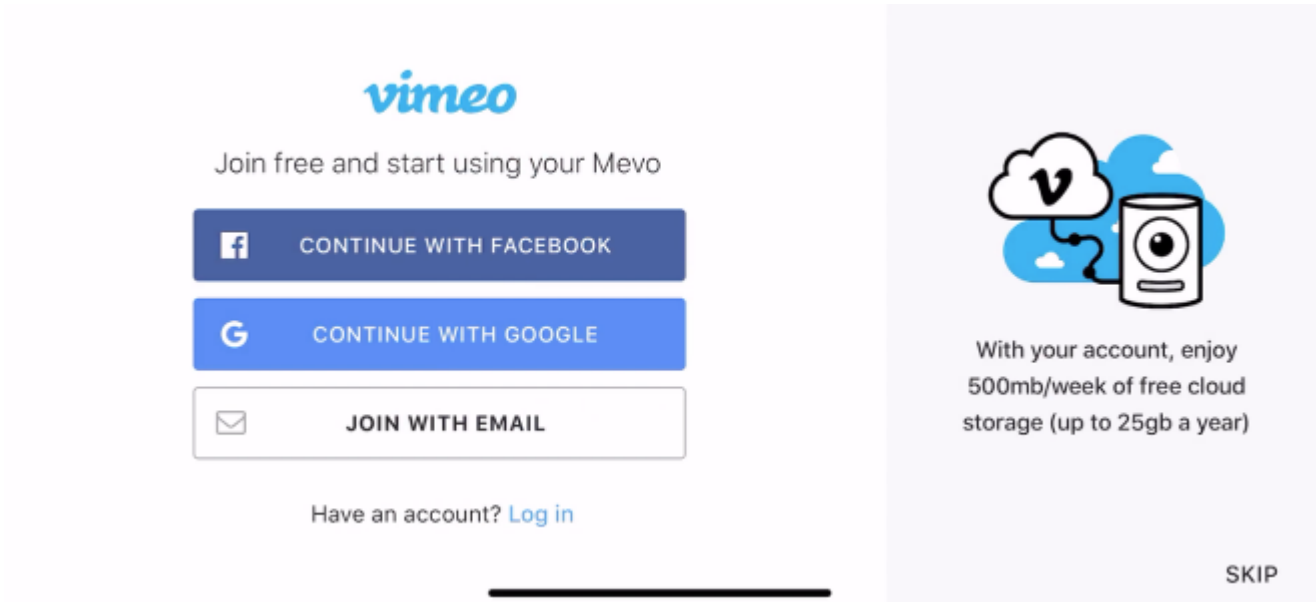 vimeo
Join free and start using your Mevo
CONTINUE WITH FACEBOOK
CONTINUE WITH GOOGLE
JOIN WITH EMAIL
Have an account? Log in
With your account, enjoy
500mb/week of free cloud
storage (up to 25gb a year)
SKIP